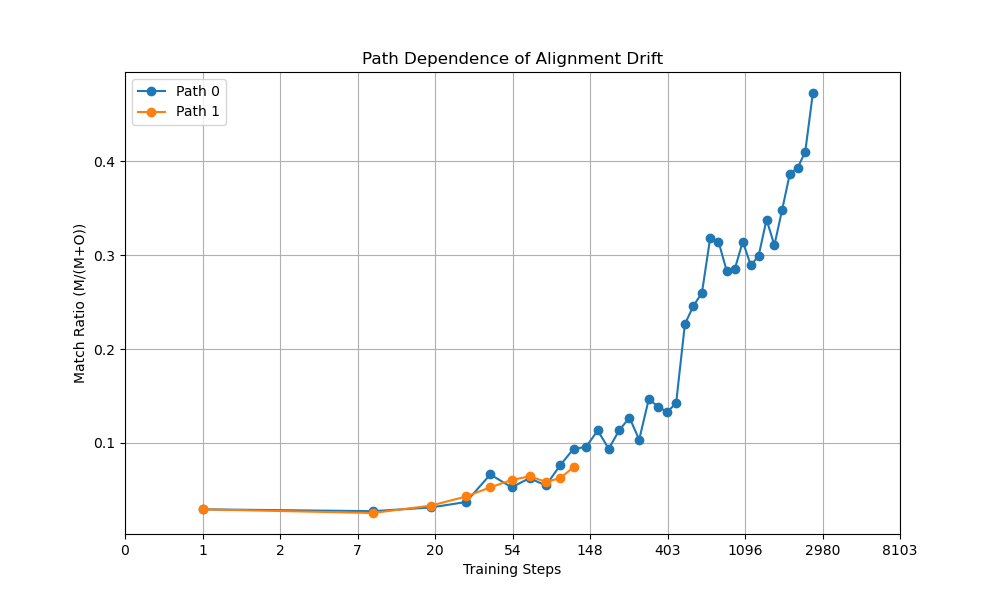 Path Dependence of Alignment Drift
Path 0
Path 1
Match Ratio (M/(M+O))
0.4
0.3
0.2
0.1
0 1 2 7 20 54 148 403 1096 2980 8103
Training Steps